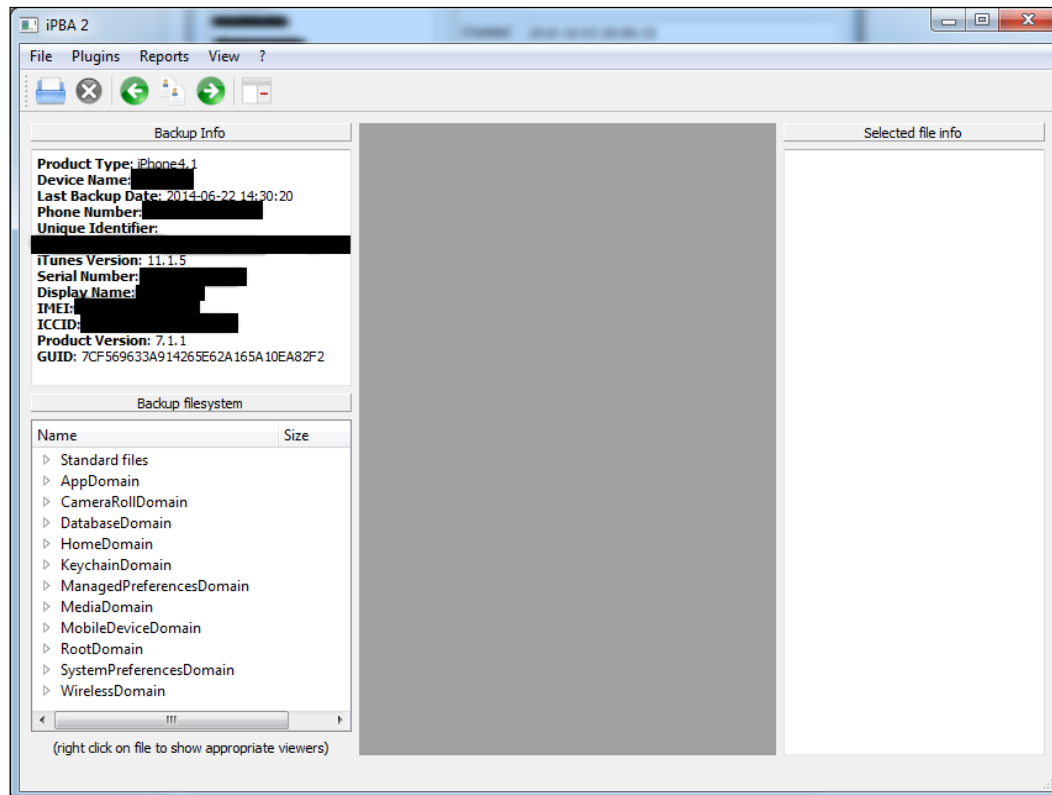 iPBA 2
File Plugins Reports View ?
Backup Info
Product Type: iPhone4,1
Device Name:
Last Backup Date: 2014-06-22 14:30:20
Phone Number:
Unique Identifier:
iTunes Version: 11.1.5
Serial Number:
Display Name:
IMEI:
ICCID:
Product Version: 7.1.1
GUID: 7CF569633A914265E62A165A10EA82F2
Backup filesystem
Name Size
Standard files
AppDomain
CameraRollDomain
DatabaseDomain
HomeDomain
KeychainDomain
ManagedPreferencesDomain
MediaDomain
MobileDeviceDomain
RootDomain
SystemPreferencesDomain
WirelessDomain
(right click on file to show appropriate viewers)
Selected file info